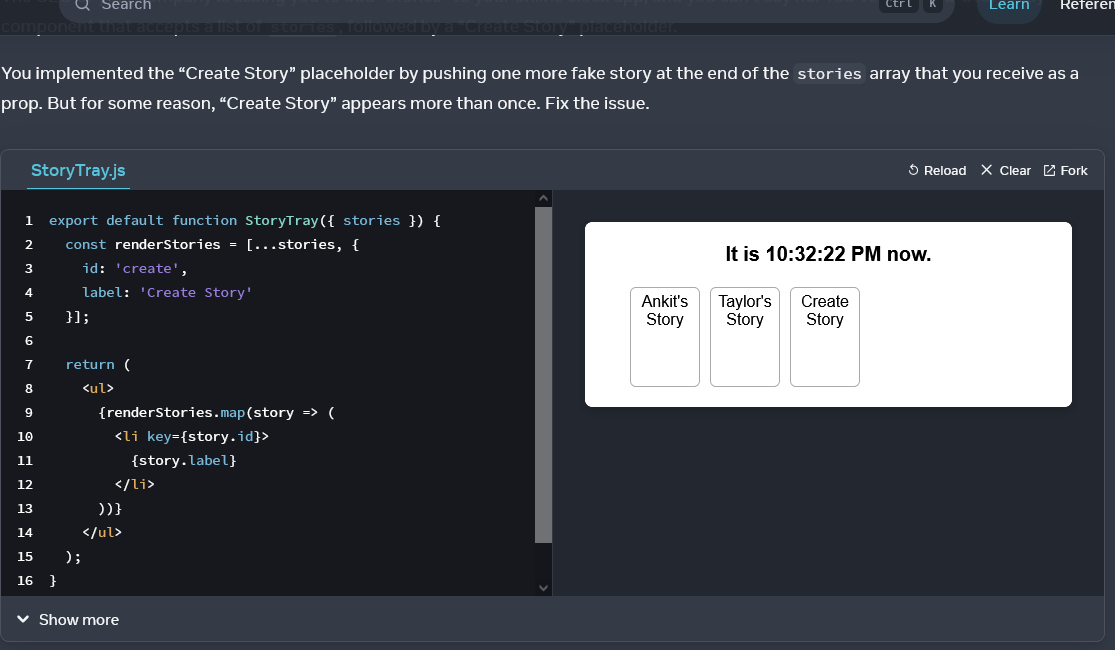 Search
Ctrl K
Learn
component that accepts a list of stories, followed by a “Create Story” placeholder.
You implemented the “Create Story” placeholder by pushing one more fake story at the end of the stories array that you receive as a
prop. But for some reason, “Create Story” appears more than once. Fix the issue.
StoryTray.js
Reload
Clear
Fork
1 export default function StoryTray({ stories }) {
2 const renderStories = [...stories, {
3 id: 'create',
4 label: 'Create Story'
5 }];
6
7 return (
8 <ul>
9 {renderStories.map(story => (
10 <li key={story.id}>
11 {story.label}
12 </li>
13 ))}
14 </ul>
15 );
16 }
It is 10:32:22 PM now.
Ankit's
Story
Taylor's
Story
Create
Story
Show more